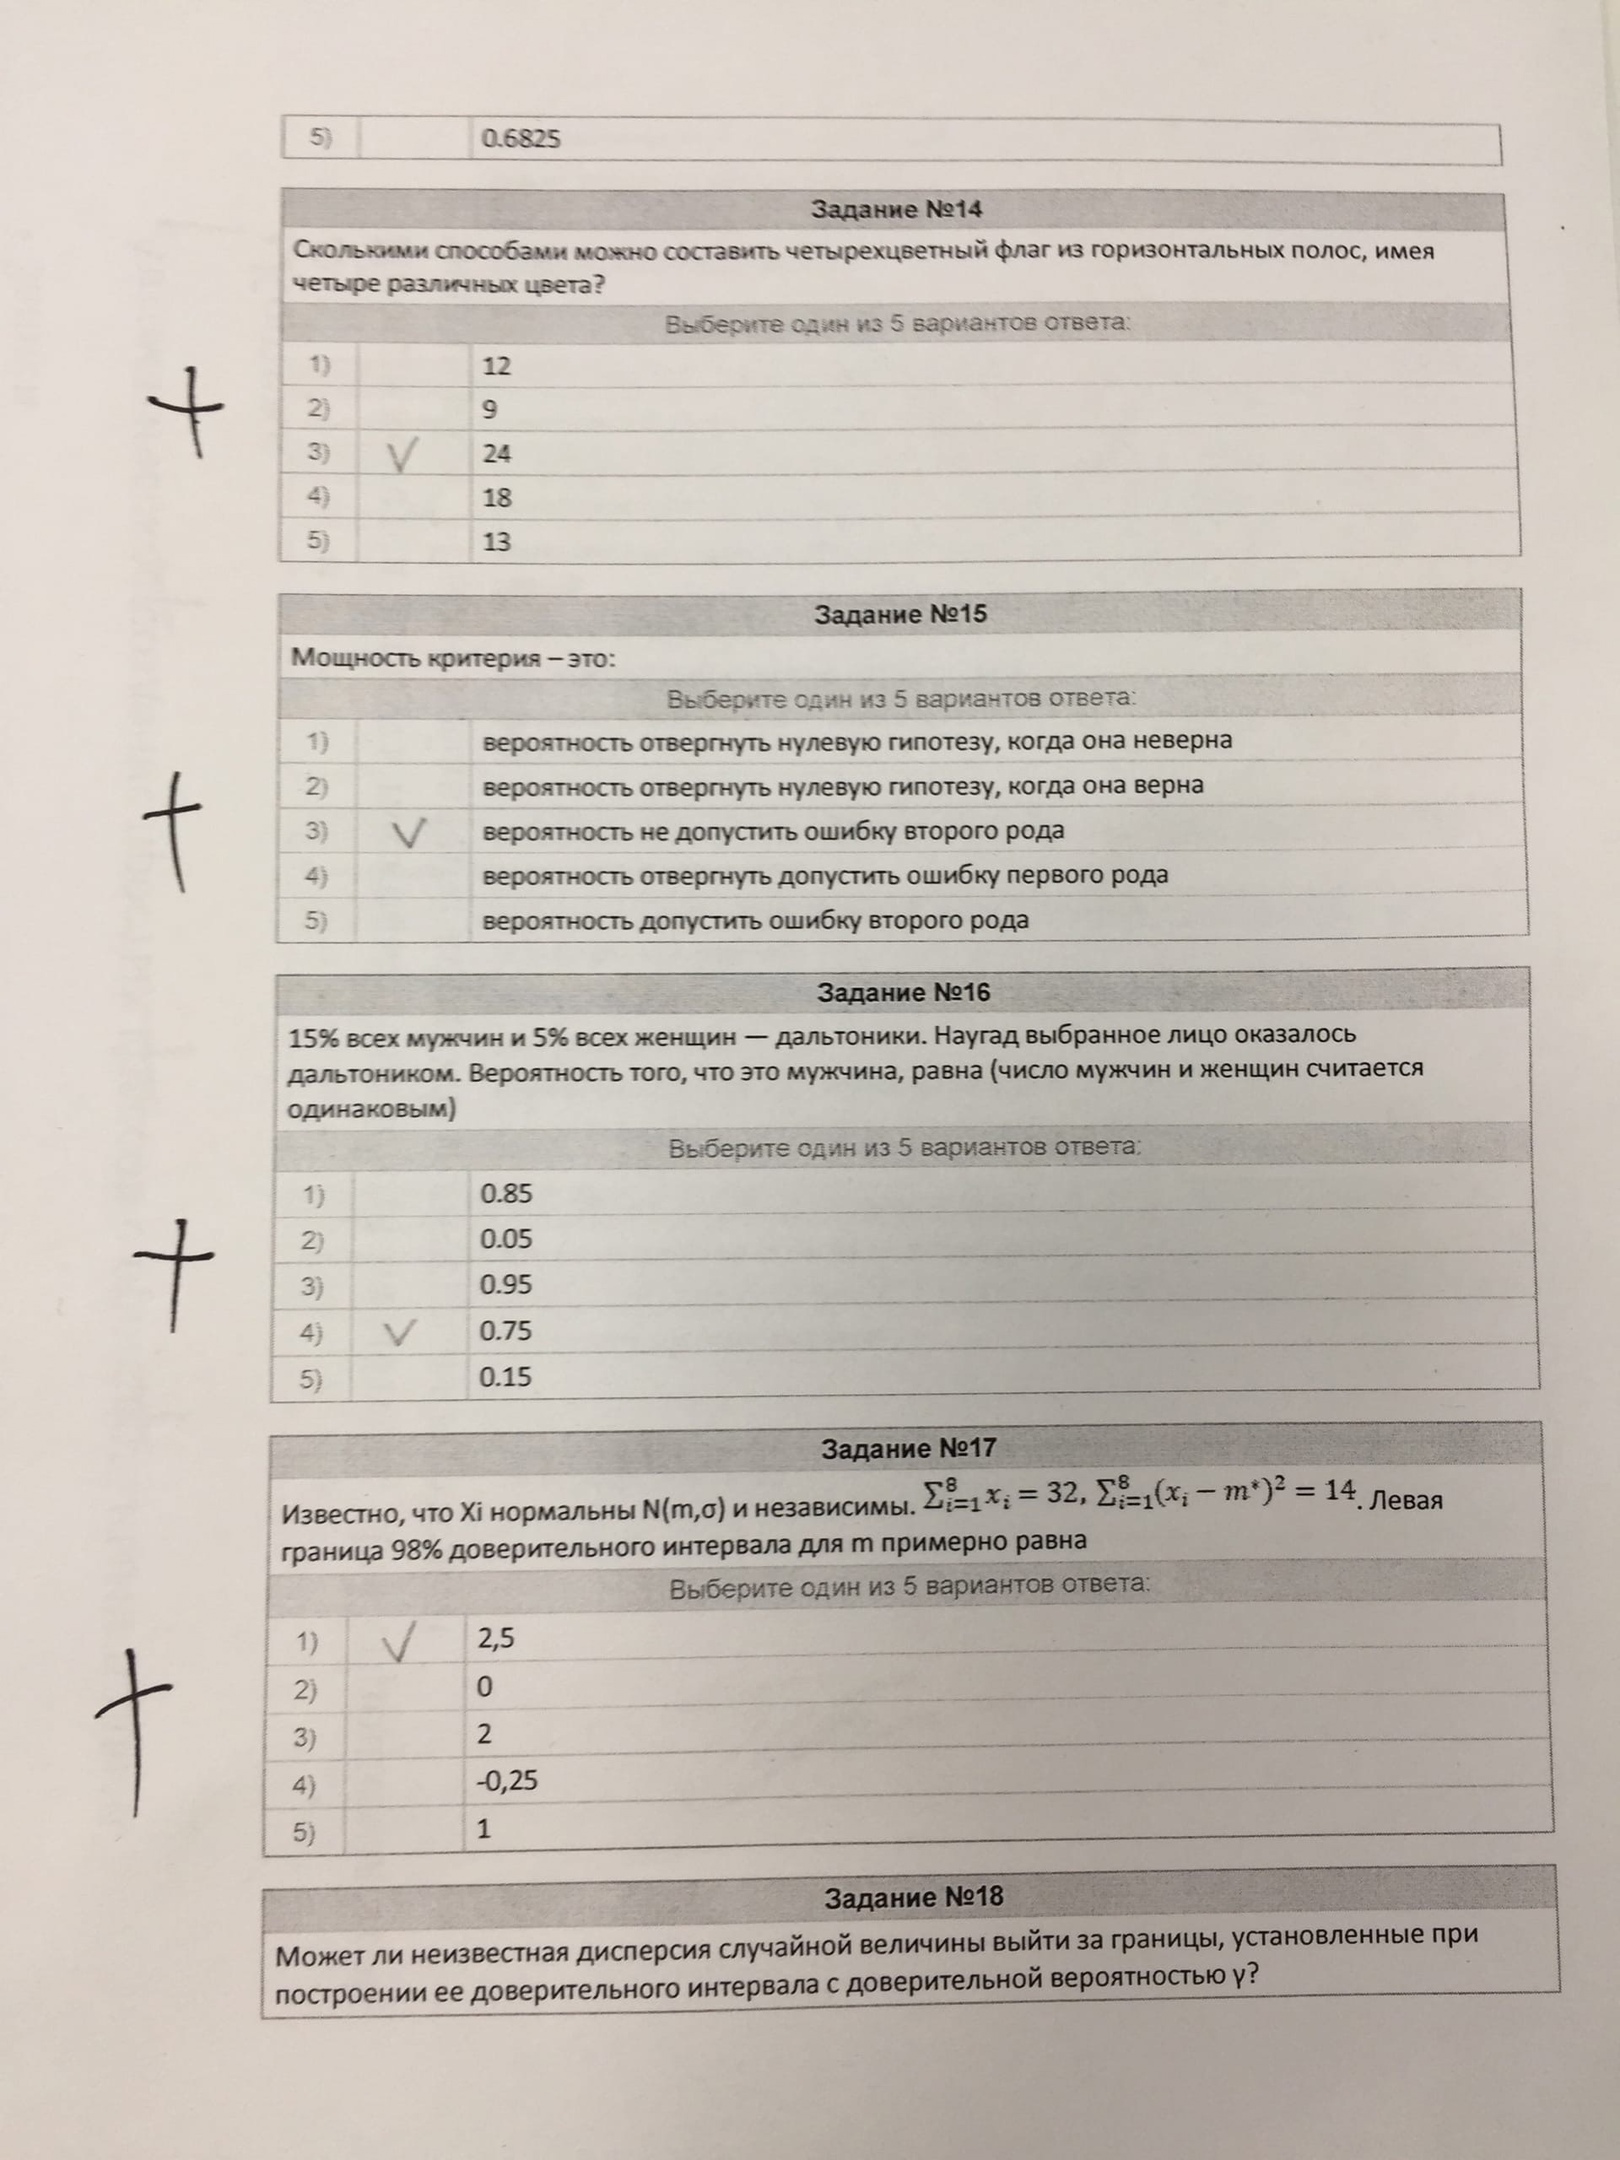 5) 0.6825
Задание №14
Сколькими способами можно составить четырехцветный флаг из горизонтальных полос, имея
четыре различных цвета?
Выберите один из 5 вариантов ответа:
1) 12
2) 9
+
3) V 24
4) 18
5) 13
Задание №15
Мощность критерия – это:
Выберите один из 5 вариантов ответа:
1) вероятность отвергнуть нулевую гипотезу, когда она неверна
2) вероятность отвергнуть нулевую гипотезу, когда она верна
+
3) V вероятность не допустить ошибку второго рода
4) вероятность отвергнуть допустить ошибку первого рода
5) вероятность допустить ошибку второго рода
Задание №16
15% всех мужчин и 5% всех женщин — дальтоники. Наугад выбранное лицо оказалось
дальтоником. Вероятность того, что это мужчина, равна (число мужчин и женщин считается
одинаковым)
Выберите один из 5 вариантов ответа:
1) 0.85
2) 0.05
+
3) 0.95
4) V 0.75
5) 0.15
Задание №17
Известно, что Xi нормальны N(m,σ) и независимы. $\sum_{i=1}^{8} x_i = 32, \sum_{i=1}^{8}(x_i - m^*)^2 = 14$. Левая
граница 98% доверительного интервала для m примерно равна
Выберите один из 5 вариантов ответа:
1) V 2,5
2) 0
+
3) 2
4) -0,25
5) 1
Задание №18
Может ли неизвестная дисперсия случайной величины выйти за границы, установленные при
построении ее доверительного интервала с доверительной вероятностью γ?